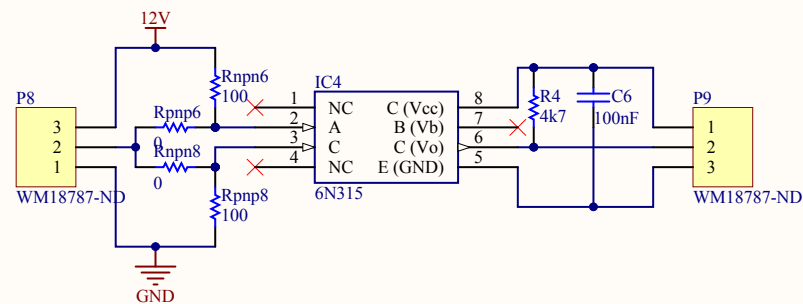 12V
P8
3
2
1
WM18787-ND
Rnpn6
100
Rpnp6
0
Rnpn8
0
Rpnp8
100
GND
IC4
1
2
3
4
NC
A
C
NC
C (Vcc)
B (Vb)
C (Vo)
E (GND)
8
7
6
5
6N315
R4
4k7
C6
100nF
P9
1
2
3
WM18787-ND